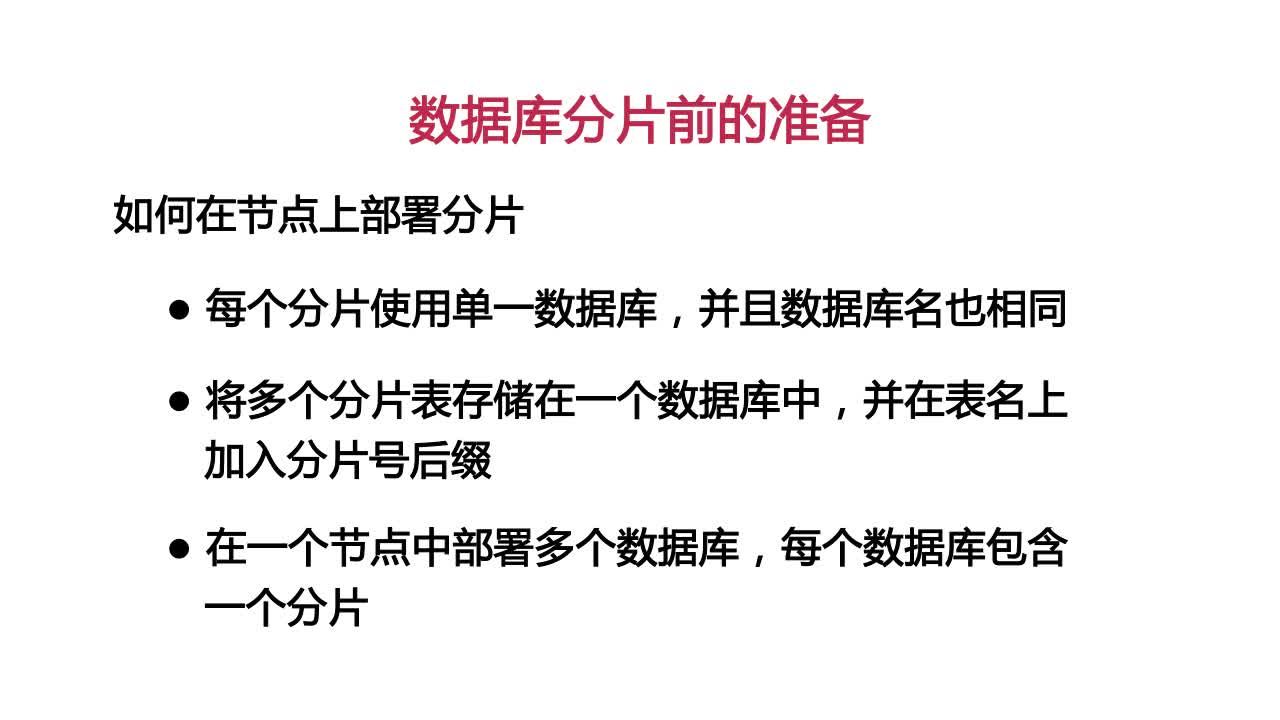 数据库分片前的准备
如何在节点上部署分片
● 每个分片使用单一数据库，并且数据库名也相同
● 将多个分片表存储在一个数据库中，并在表名上
加入分片号后缀
● 在一个节点中部署多个数据库，每个数据库包含
一个分片